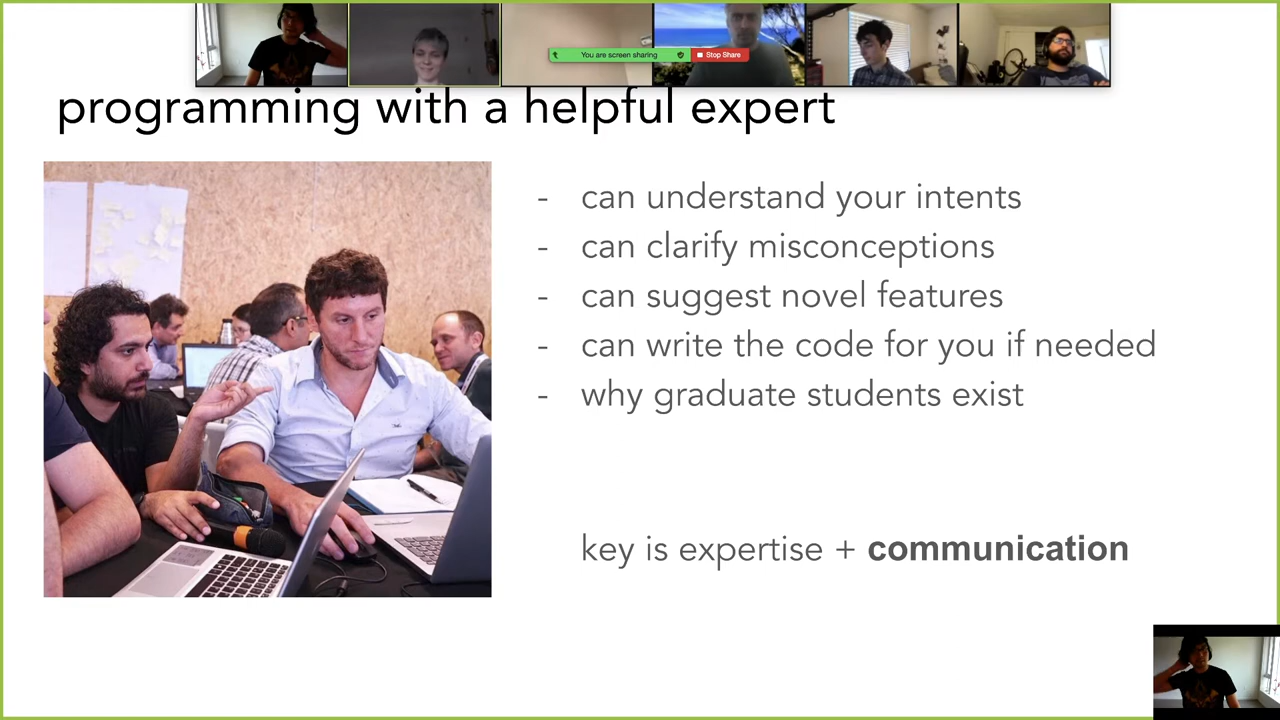 You are screen sharing Stop Share
programming with a helpful expert
- can understand your intents
- can clarify misconceptions
- can suggest novel features
- can write the code for you if needed
- why graduate students exist
key is expertise + communication